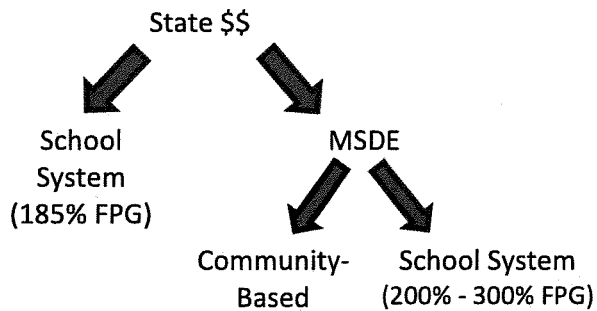 State $$
School
System
(185% FPG)
MSDE
Community-
Based
School System
(200% - 300% FPG)